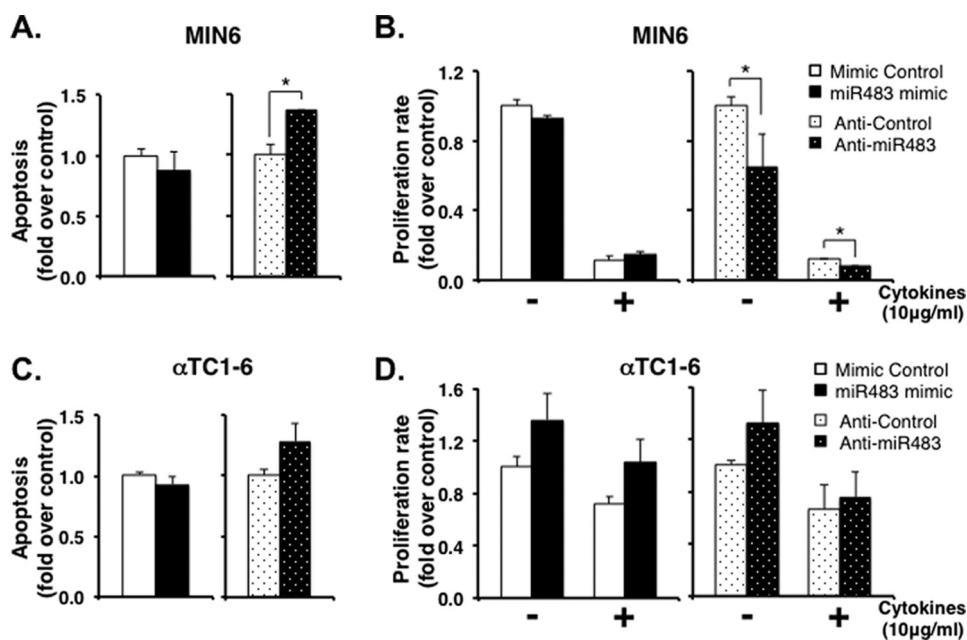 A.
MIN6
Apoptosis
(fold over control)
1.5
1.0
0.5
0.0
*
B.
MIN6
Proliferation rate
(fold over control)
1.2
0.8
0.4
0.0
*
*
- + - +
Cytokines
(10μg/ml)
Mimic Control
miR483 mimic
Anti-Control
Anti-miR483
C.
αTC1-6
Apoptosis
(fold over control)
1.5
1.0
0.5
0.0
D.
αTC1-6
Proliferation rate
(fold over control)
1.6
1.2
0.8
0.4
0.0
- + - +
Cytokines
(10μg/ml)
Mimic Control
miR483 mimic
Anti-Control
Anti-miR483